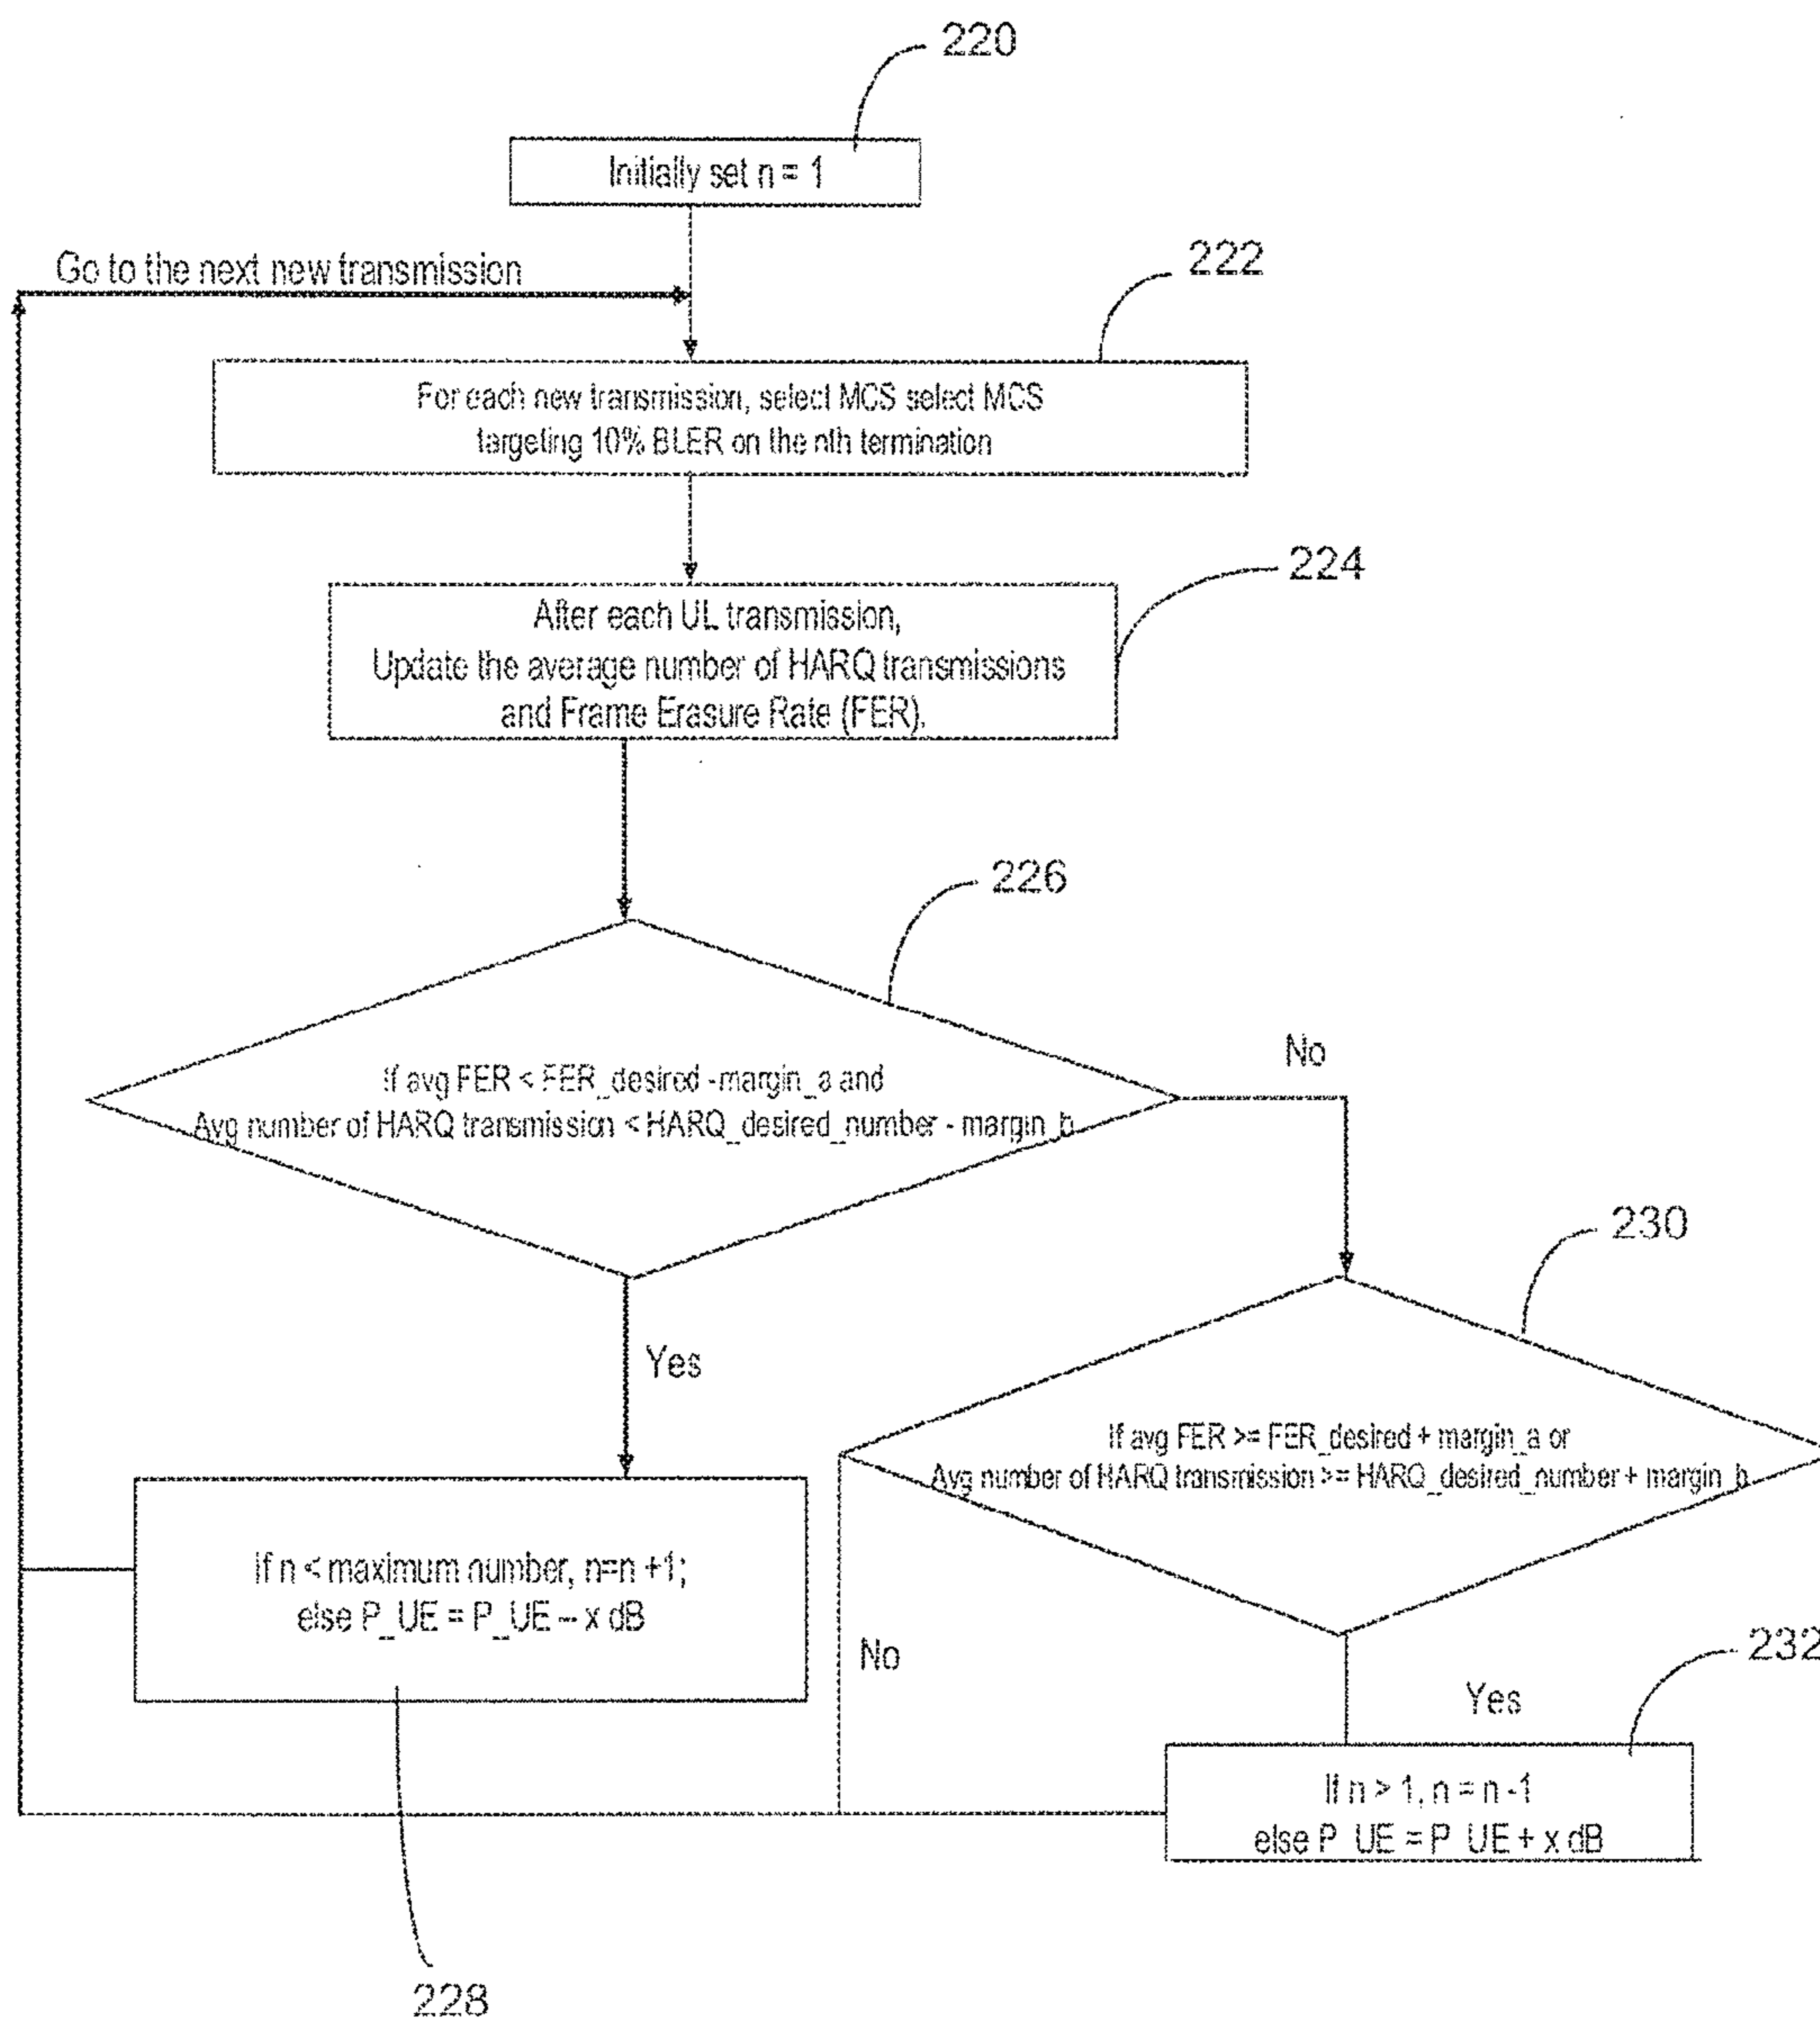 220
Initially set n = 1
Go to the next new transmission
222
For each new transmission, select MCS select MCS
targeting 10% BLER on the nth termination
224
After each UL transmission,
Update the average number of HARQ transmissions
and Frame Erasure Rate (FER).
226
If avg FER < FER_desired -margin_a and
Avg number of HARQ transmission < HARQ_desired_number - margin_b
No
230
Yes
If avg FER >= FER_desired + margin_a or
Avg number of HARQ transmission >= HARQ_desired_number + margin_b
If n < maximum number, n=n +1;
else P_UE = P_UE – x dB
No
232
Yes
If n > 1, n = n -1
else P_UE = P_UE + x dB
228